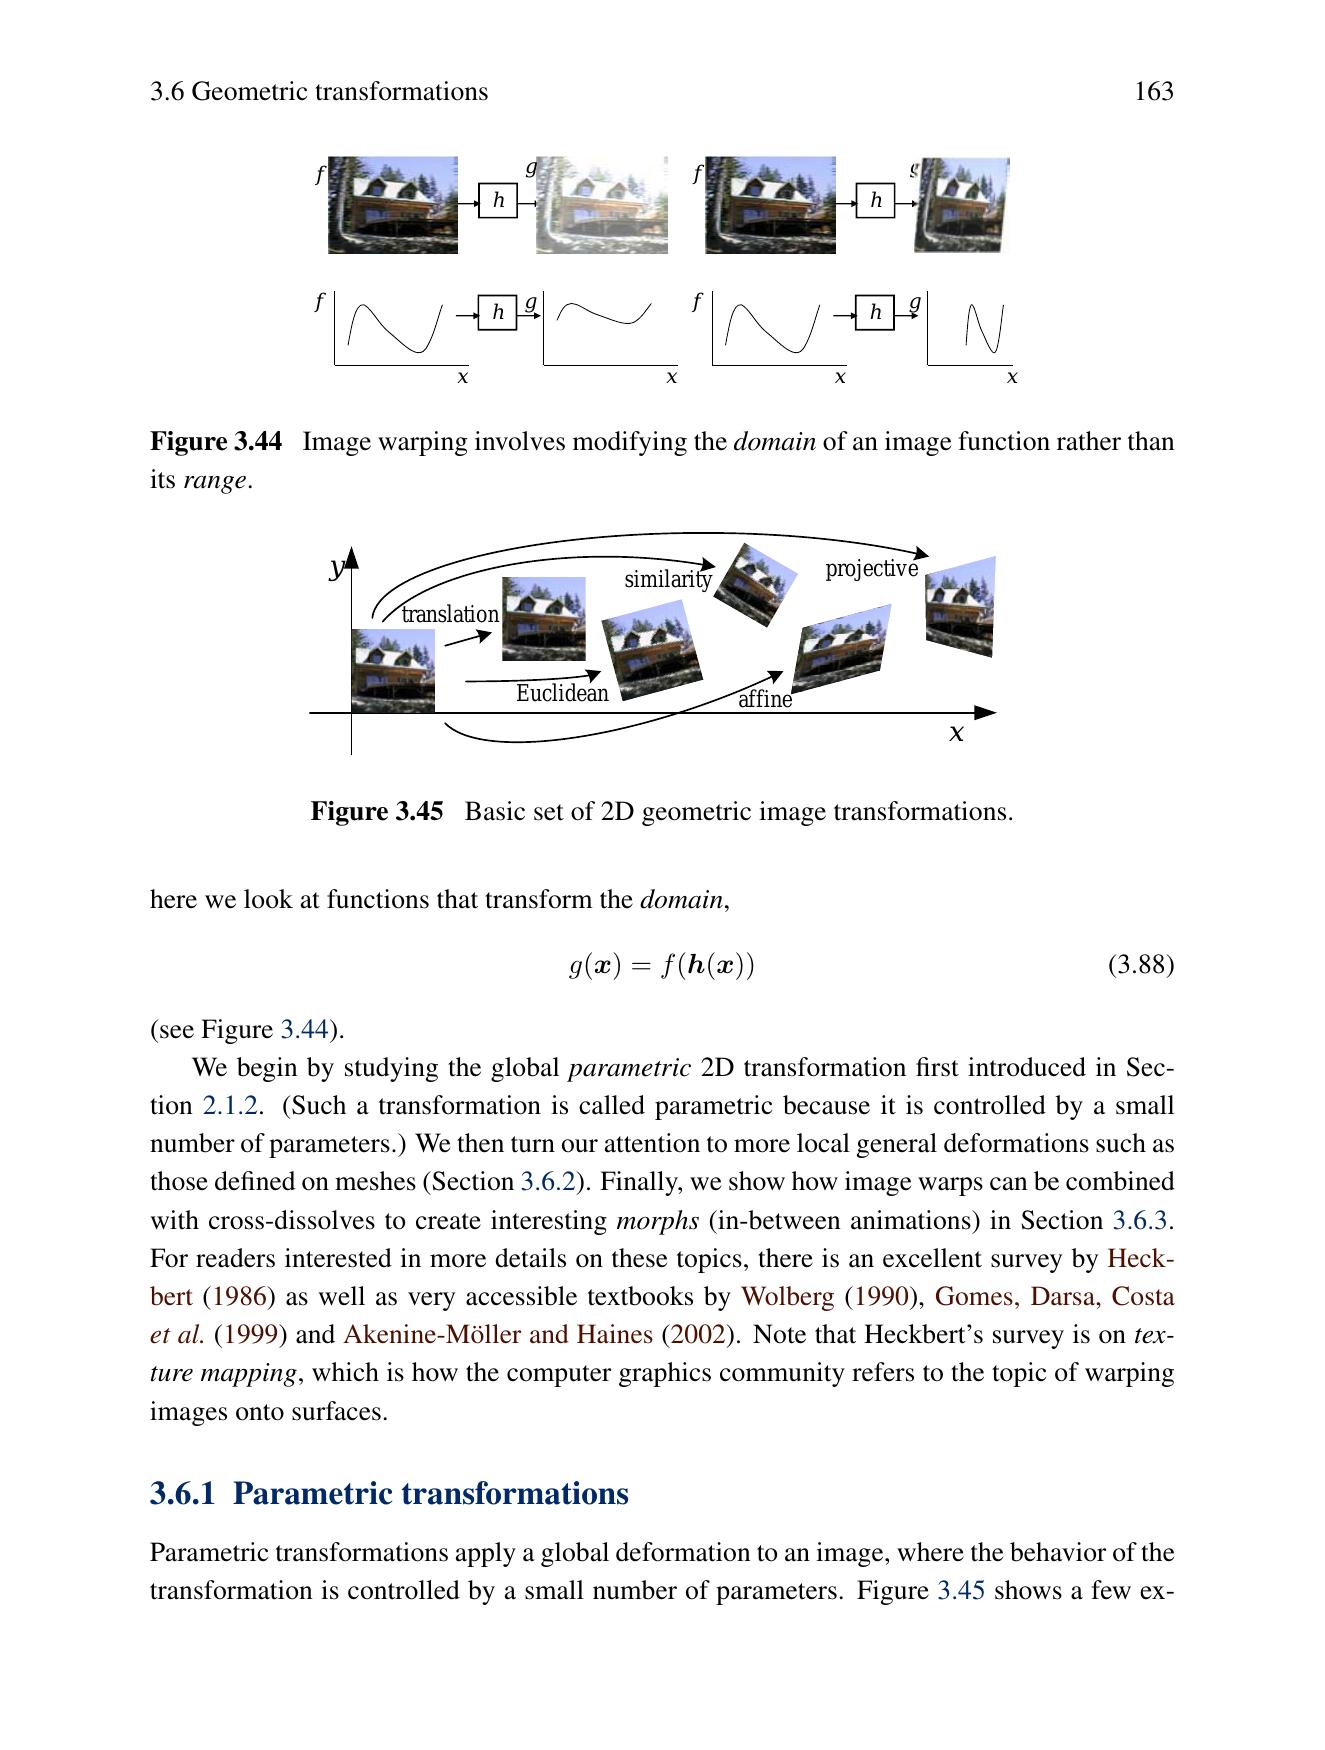 3.6 Geometric transformations 163
f h g f h g
f h g f h g
x x x x
Figure 3.44 Image warping involves modifying the domain of an image function rather than
its range.
y
similarity projective
translation
Euclidean affine
x
Figure 3.45 Basic set of 2D geometric image transformations.
here we look at functions that transform the domain,
g(x) = f(h(x)) (3.88)
(see Figure 3.44).
We begin by studying the global parametric 2D transformation first introduced in Sec-
tion 2.1.2. (Such a transformation is called parametric because it is controlled by a small
number of parameters.) We then turn our attention to more local general deformations such as
those defined on meshes (Section 3.6.2). Finally, we show how image warps can be combined
with cross-dissolves to create interesting morphs (in-between animations) in Section 3.6.3.
For readers interested in more details on these topics, there is an excellent survey by Heck-
bert (1986) as well as very accessible textbooks by Wolberg (1990), Gomes, Darsa, Costa
et al. (1999) and Akenine-Möller and Haines (2002). Note that Heckbert's survey is on tex-
ture mapping, which is how the computer graphics community refers to the topic of warping
images onto surfaces.
3.6.1 Parametric transformations
Parametric transformations apply a global deformation to an image, where the behavior of the
transformation is controlled by a small number of parameters. Figure 3.45 shows a few ex-